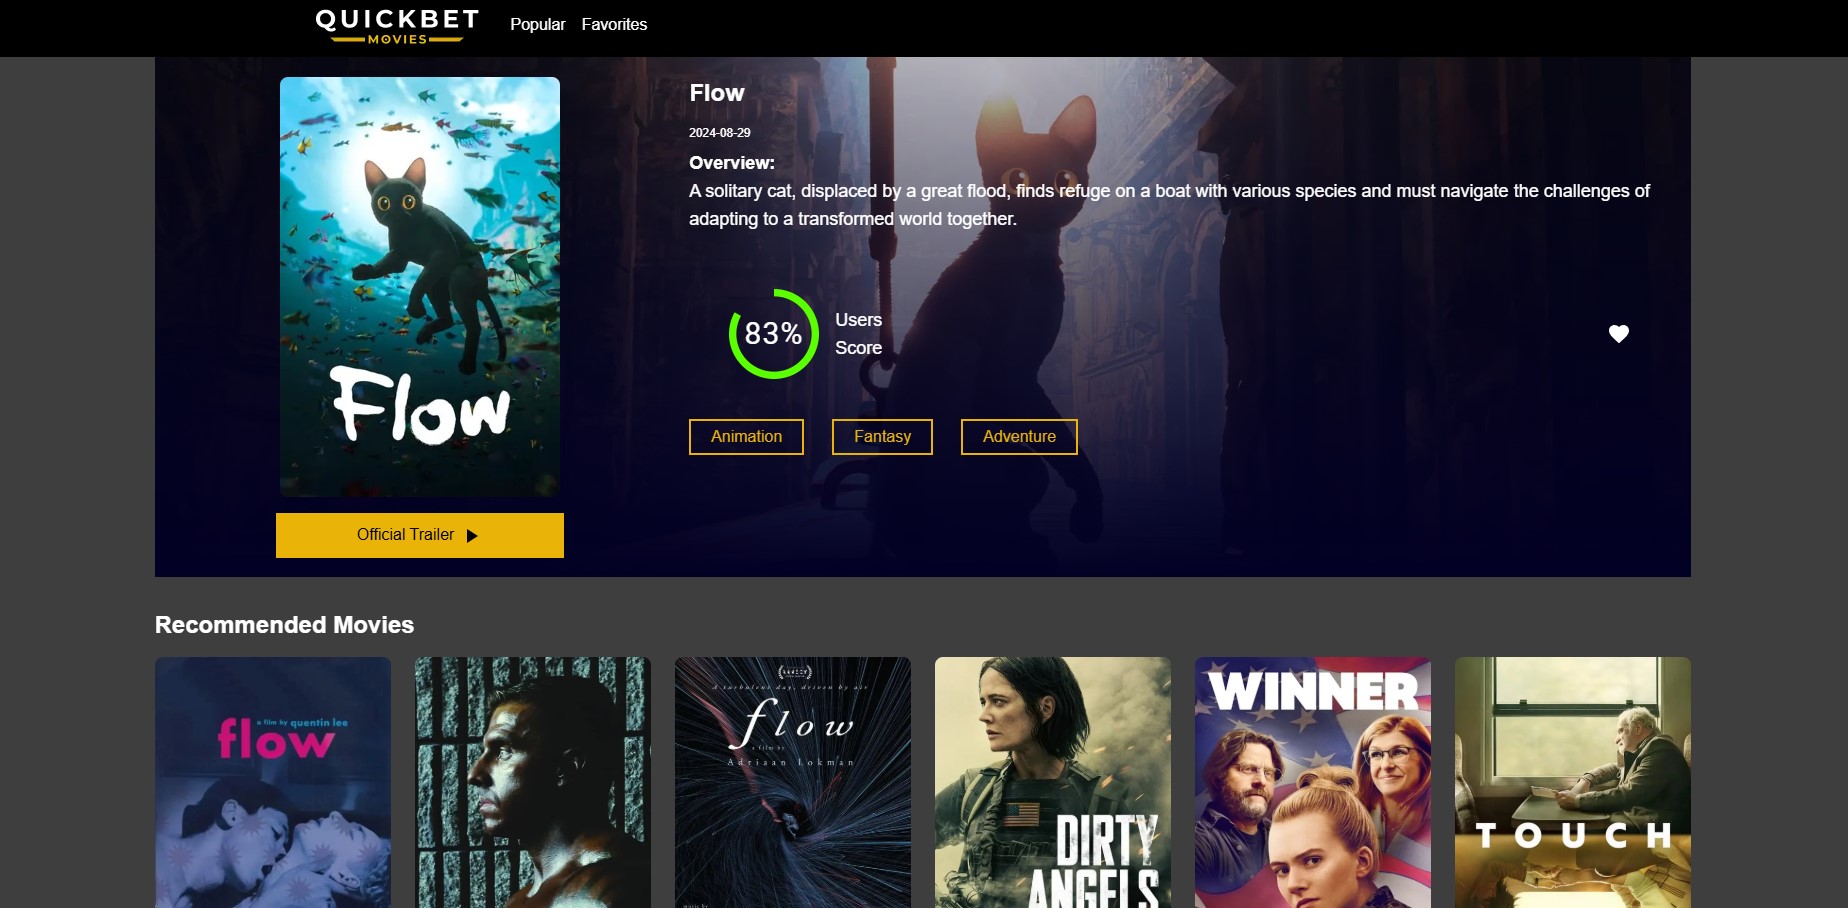 QUICKBET
MOVIES
Popular Favorites
Flow
2024-08-29
Overview:
A solitary cat, displaced by a great flood, finds refuge on a boat with various species and must navigate the challenges of
adapting to a transformed world together.
83%
Users
Score
Animation Fantasy Adventure
Flow
Official Trailer
Recommended Movies
a film by quentin lee
flow
A turbulent day, driven by air
flow
a film by
Adriaan Lokman
music by
DIRTY
ANGELS
WINNER
TOUCH